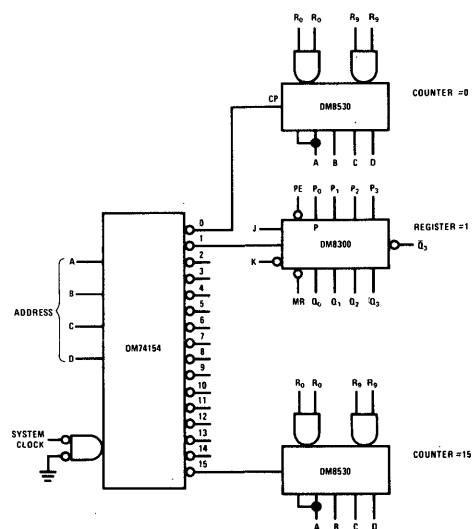 R0 R0 R9 R9
CP
DM8530
COUNTER =0
A B C D
PE P0 P1 P2 P3
J
P
REGISTER =1
DM8300
Q̄3
K
MR Q0 Q1 Q2 Q3
0
1
2
3
4
5
6
7
8
9
10
11
12
13
14
15
A
B
ADDRESS
C
D
DM74154
SYSTEM
CLOCK
R0 R0 R9 R9
DM8530
COUNTER =15
A B C D